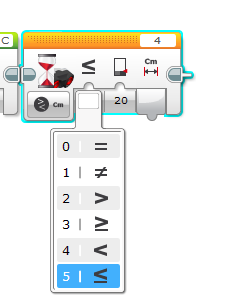 C
4
≤ Cm
Cm 20
0 | =
1 | ≠
2 | >
3 | ≥
4 | <
5 | ≤